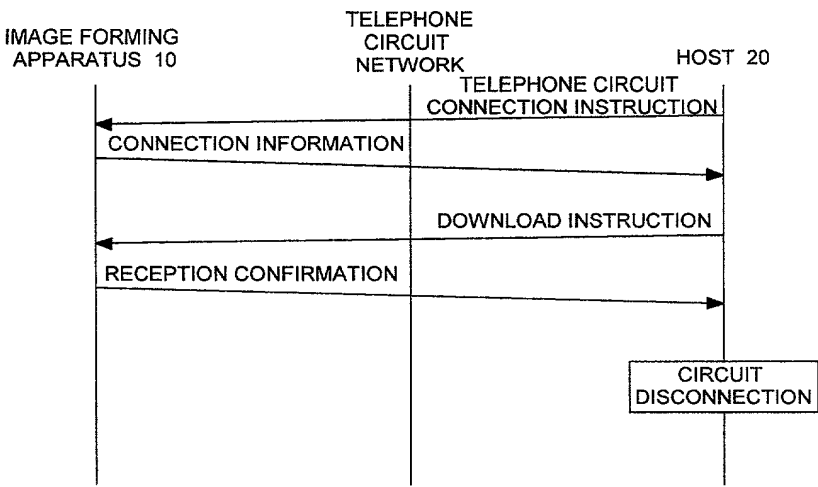 IMAGE FORMING
APPARATUS 10
TELEPHONE
CIRCUIT
NETWORK
HOST 20
TELEPHONE CIRCUIT
CONNECTION INSTRUCTION
CONNECTION INFORMATION
DOWNLOAD INSTRUCTION
RECEPTION CONFIRMATION
CIRCUIT
DISCONNECTION